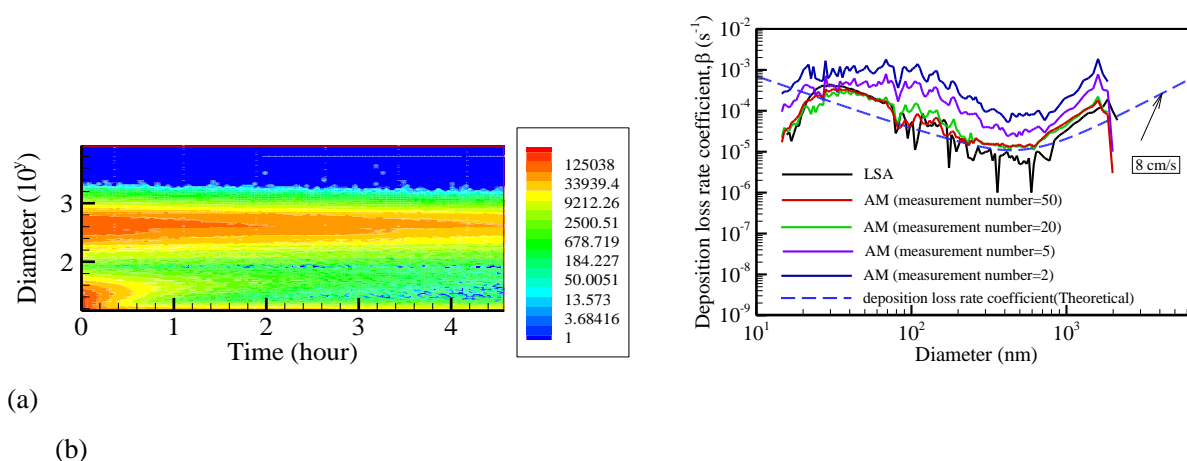 Diameter (10^y)
3
2
0
1
2
3
4
Time (hour)
125038
33939.4
9212.26
2500.51
678.719
184.227
50.0051
13.573
3.68416
1
(a)
Deposition loss rate coefficient,β (s^-1)
10^-2
10^-3
10^-4
10^-5
10^-6
10^-7
10^-8
10^-9
8 cm/s
LSA
AM (measurement number=50)
AM (measurement number=20)
AM (measurement number=5)
AM (measurement number=2)
deposition loss rate coefficient(Theoretical)
10^1
10^2
10^3
Diameter (nm)
(b)